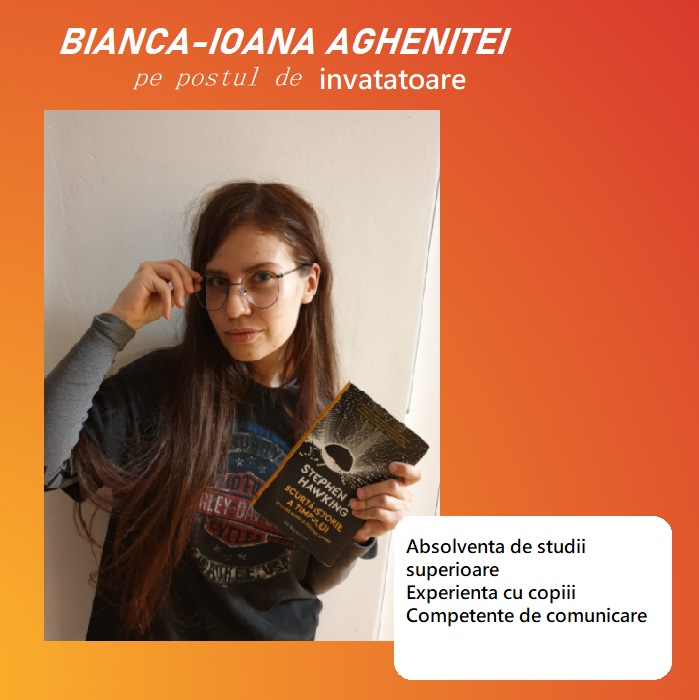 BIANCA-IOANA AGHENITEI
pe postul de invatatoare
STEPHEN
HAWKING
SCURTA ISTORIE
A TIMPULUI
Absolventa de studii
superioare
Experienta cu copiii
Competente de comunicare